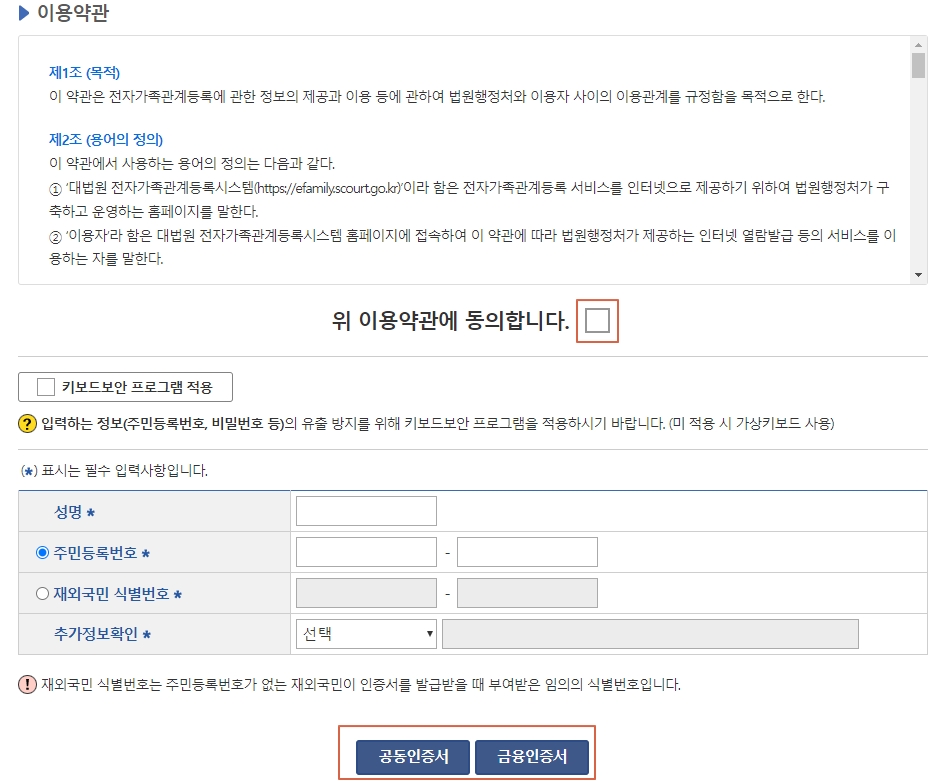 이용약관
제1조 (목적)
이 약관은 전자가족관계등록에 관한 정보의 제공과 이용 등에 관하여 법원행정처와 이용자 사이의 이용관계를 규정함을 목적으로 한다.
제2조 (용어의 정의)
이 약관에서 사용하는 용어의 정의는 다음과 같다.
① '대법원 전자가족관계등록시스템(https://efamily.scourt.go.kr)'이라 함은 전자가족관계등록 서비스를 인터넷으로 제공하기 위하여 법원행정처가 구
축하고 운영하는 홈페이지를 말한다.
② '이용자'라 함은 대법원 전자가족관계등록시스템 홈페이지에 접속하여 이 약관에 따라 법원행정처가 제공하는 인터넷 열람발급 등의 서비스를 이
용하는 자를 말한다.
위 이용약관에 동의합니다.
키보드보안 프로그램 적용
? 입력하는 정보(주민등록번호, 비밀번호 등)의 유출 방지를 위해 키보드보안 프로그램을 적용하시기 바랍니다. (미 적용 시 가상키보드 사용)
(*) 표시는 필수 입력사항입니다.
성명 *
주민등록번호 * -
재외국민 식별번호 * -
추가정보확인 * 선택
! 재외국민 식별번호는 주민등록번호가 없는 재외국민이 인증서를 발급받을 때 부여받은 임의의 식별번호입니다.
공동인증서 금융인증서